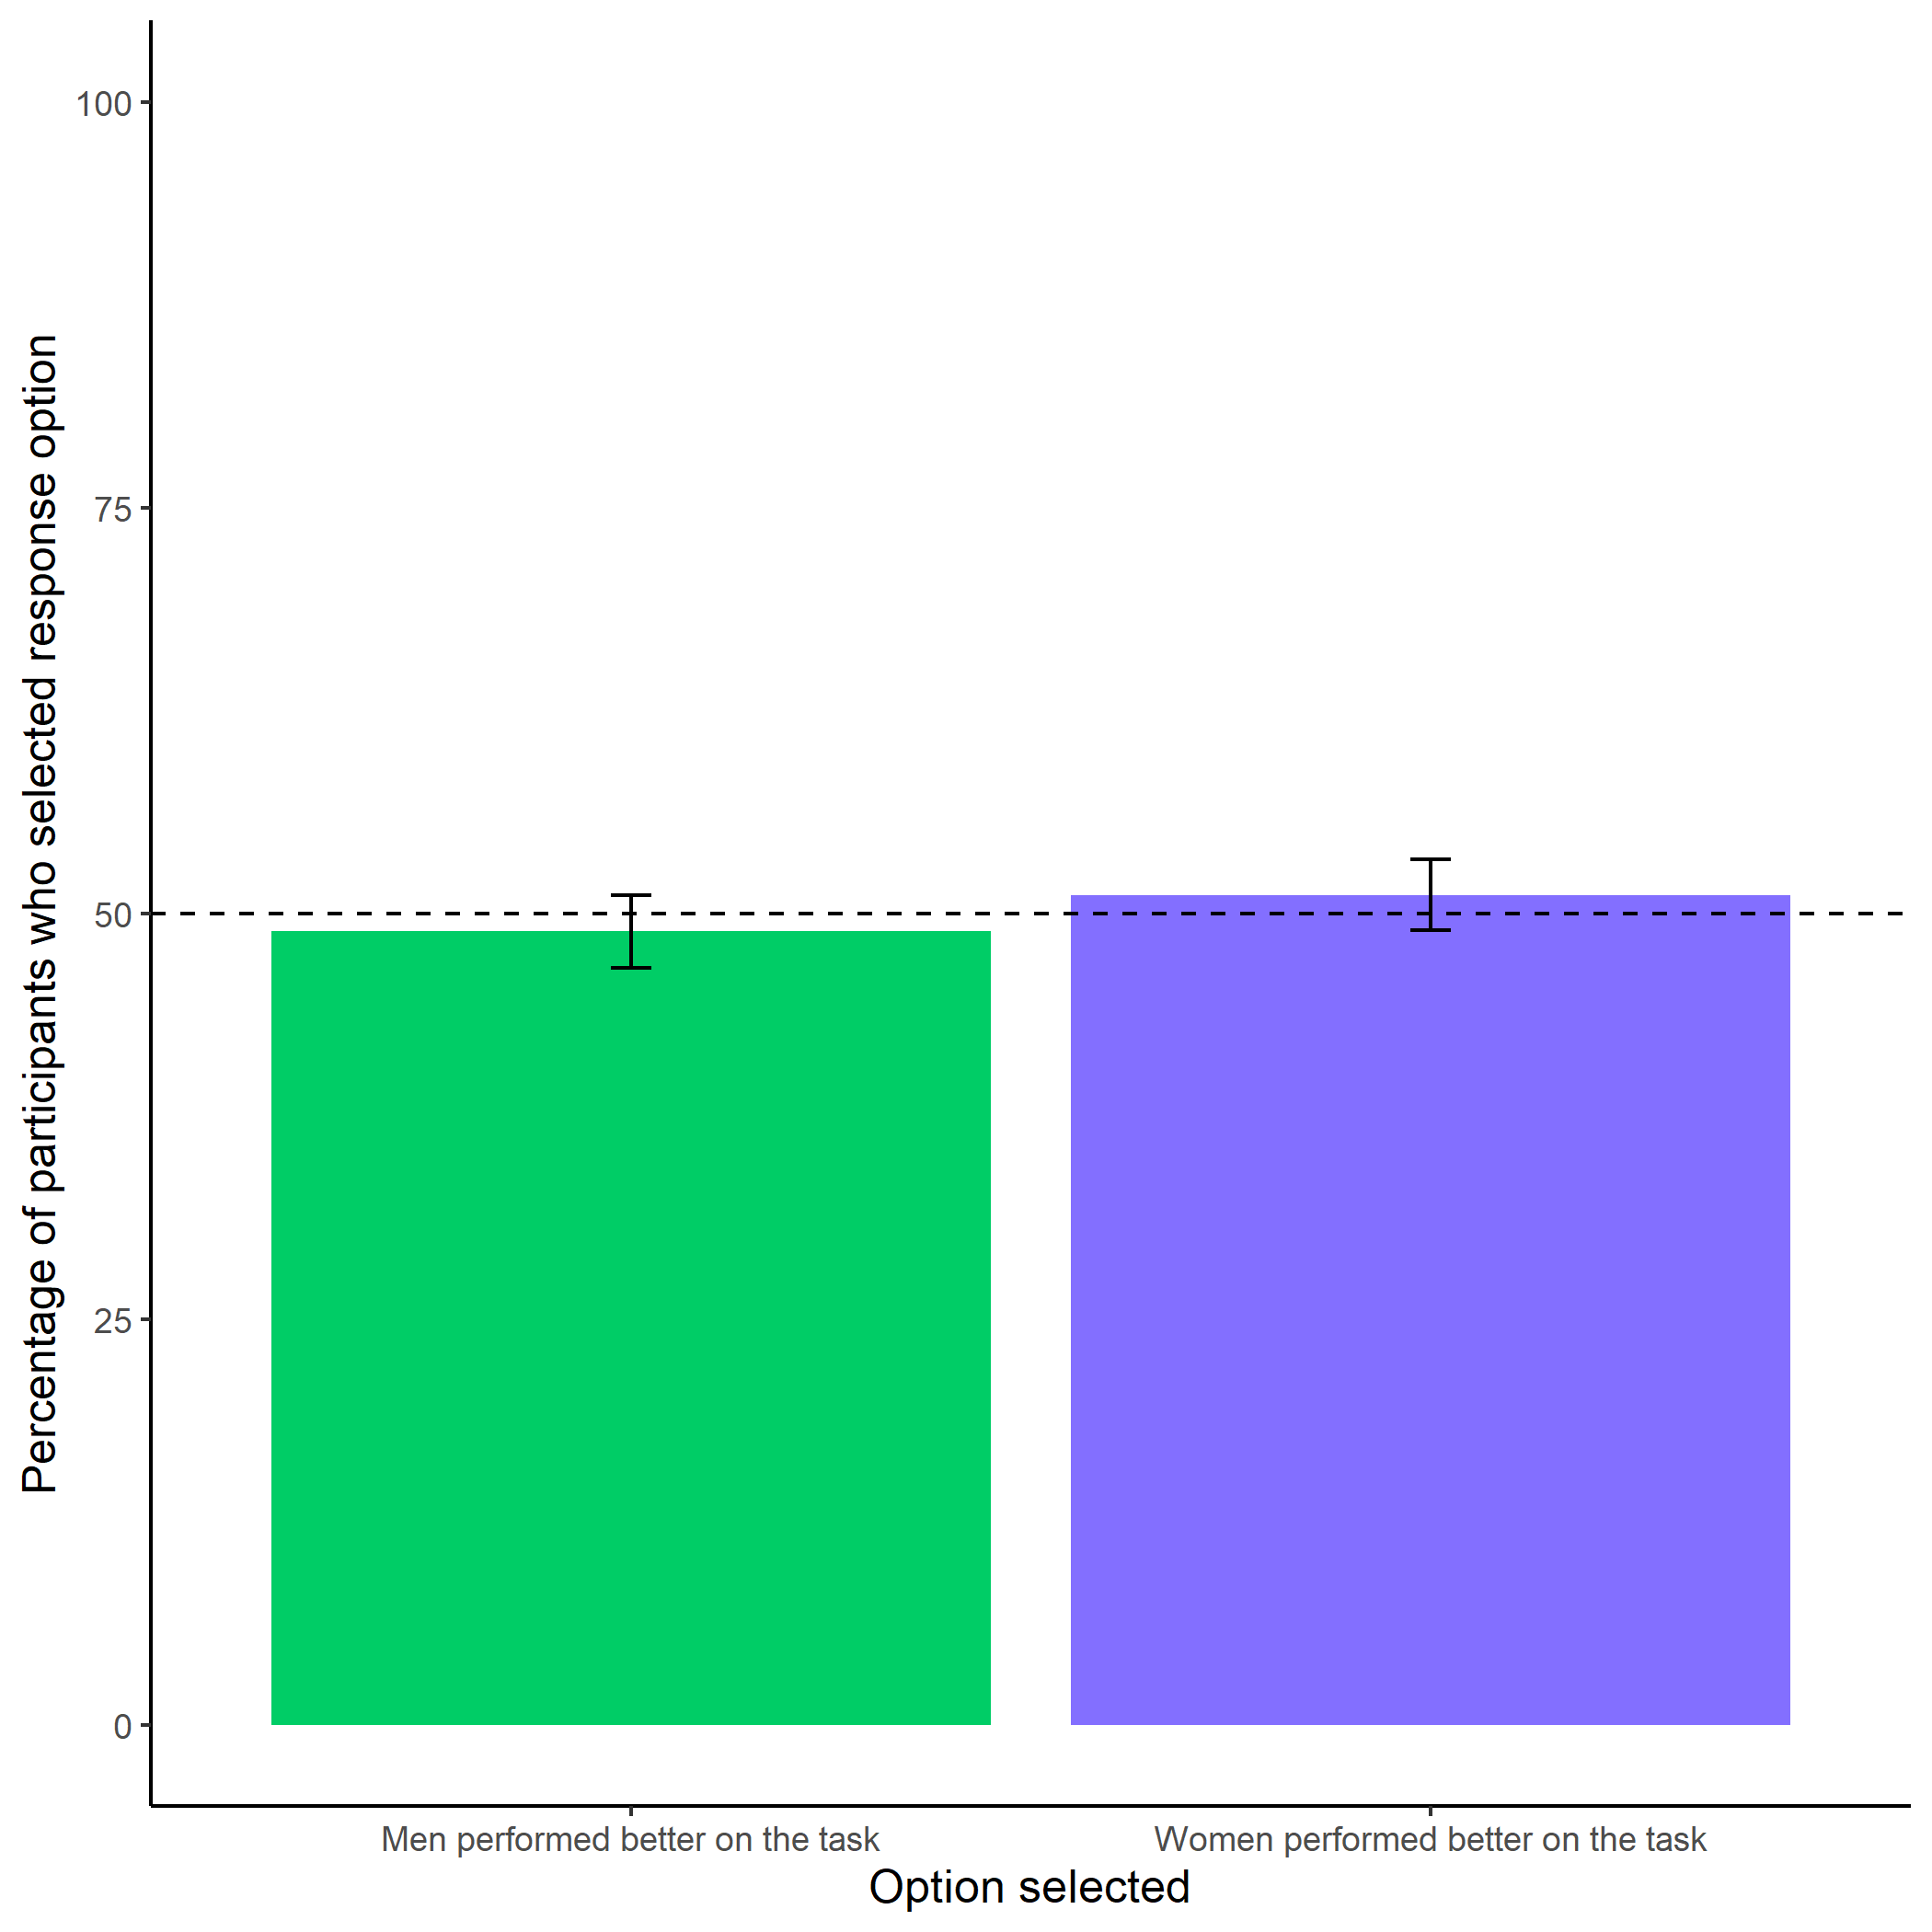 Percentage of participants who selected response option
100
75
50
25
0
Men performed better on the task
Women performed better on the task
Option selected